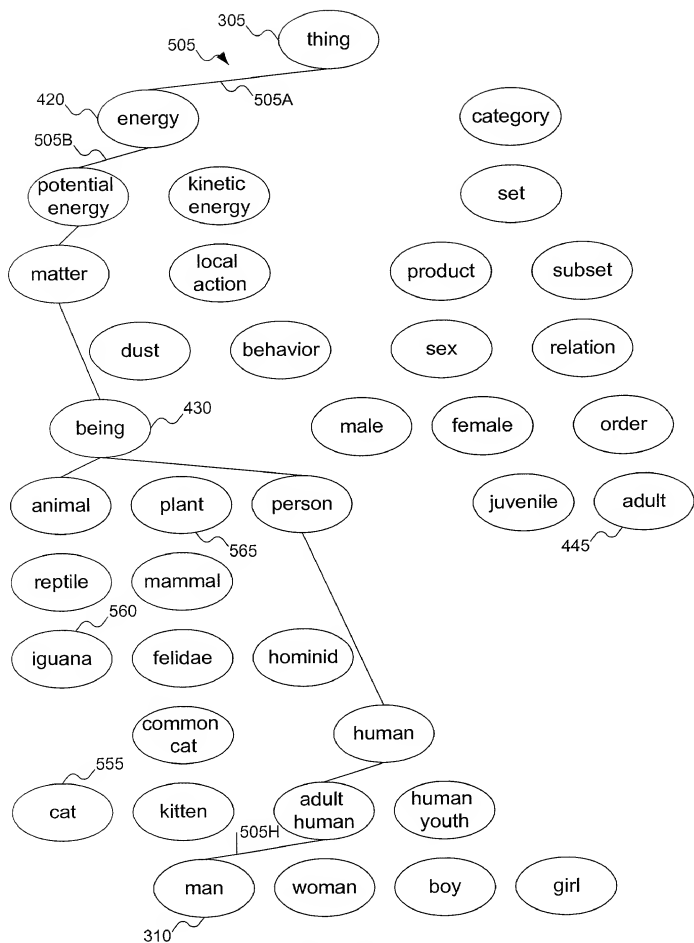 305
thing
505
505A
420
energy
category
505B
potential
energy
kinetic
energy
set
matter
local
action
product
subset
dust
behavior
sex
relation
being
430
male
female
order
animal
plant
person
juvenile
adult
565
445
reptile
mammal
560
iguana
felidae
hominid
common
cat
human
555
cat
kitten
adult
human
human
youth
505H
man
woman
boy
girl
310